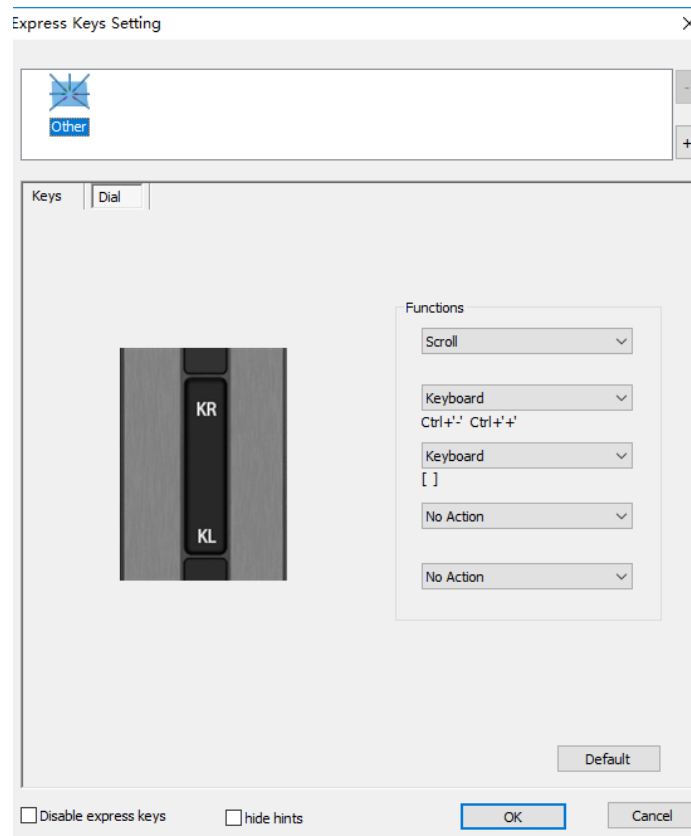 Express Keys Setting
Other
-
+
Keys Dial
Functions
Scroll
KR
Keyboard
Ctrl+'-' Ctrl+'+'
Keyboard
[ ]
No Action
KL
No Action
Default
Disable express keys hide hints OK Cancel